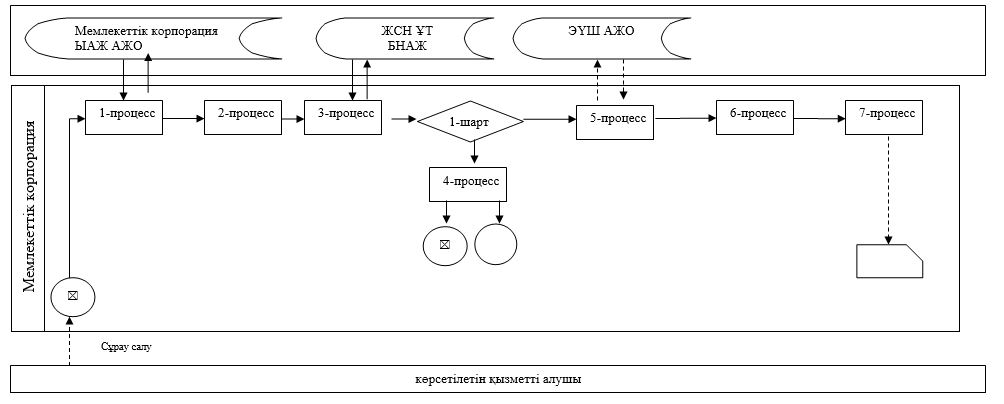 Мемлекеттік корпорация
ЫАЖ АЖО
ЖСН ҰТ
БНАЖ
ЭҮШ АЖО
Мемлекеттік корпорация
1-процесс
2-процесс
3-процесс
1-шарт
5-процесс
6-процесс
7-процесс
4-процесс
Сұрау салу
көрсетілетін қызметті алушы